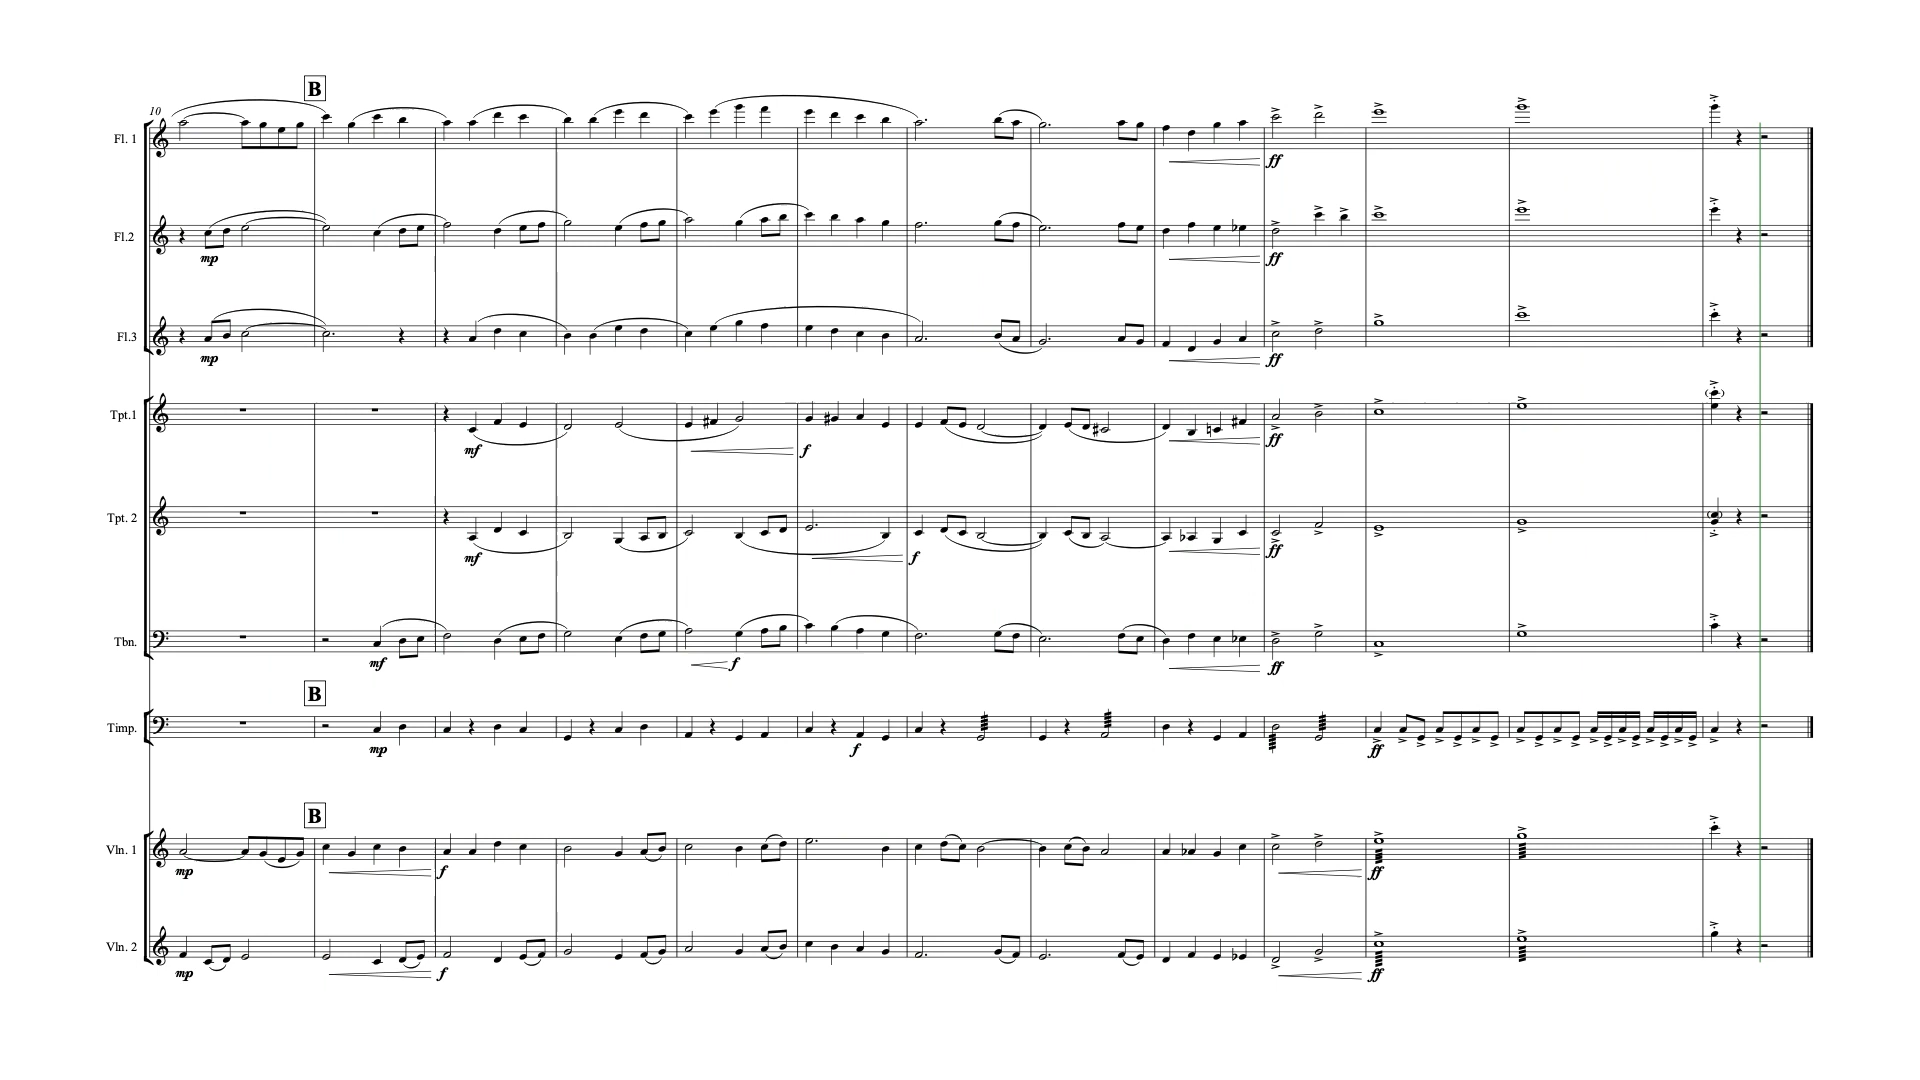 B
10
Fl. 1
ff
Fl.2
mp
ff
Fl.3
mp
ff
Tpt.1
mf
f
ff
Tpt. 2
mf
f
ff
Tbn.
mf
f
ff
B
Timp.
mp
f
ff
B
Vln. 1
mp
f
ff
Vln. 2
mp
f
ff